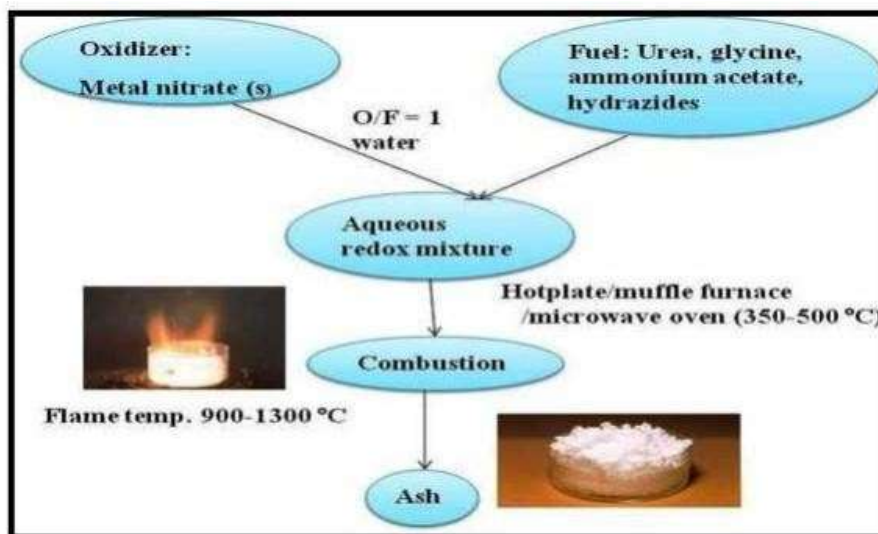 Oxidizer:
Metal nitrate (s)
Fuel: Urea, glycine,
ammonium acetate,
hydrazides
O/F = 1
water
Aqueous
redox mixture
Hotplate/muffle furnace
/microwave oven (350-500 °C)
Combustion
Flame temp. 900-1300 °C
Ash